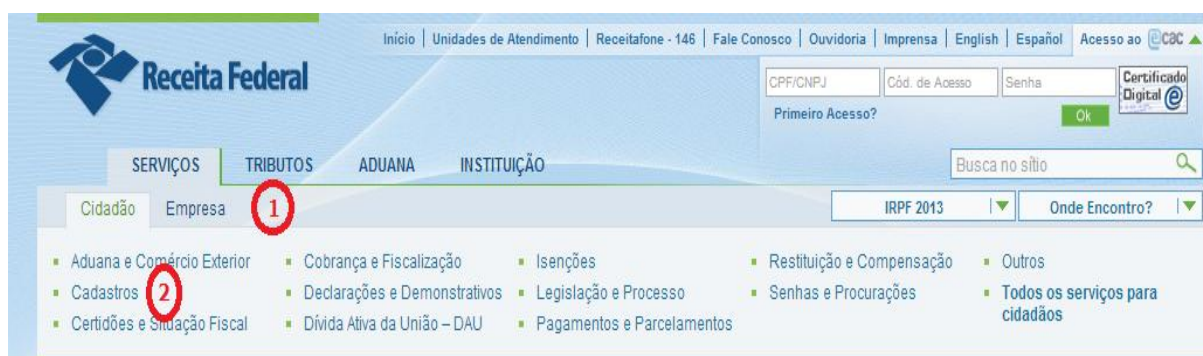 Início | Unidades de Atendimento | Receitafone - 146 | Fale Conosco | Ouvidoria | Imprensa | English | Español Acesso ao e-CAC
Receita Federal
CPF/CNPJ Cód. de Acesso Senha Certificado Digital
Primeiro Acesso? Ok
SERVIÇOS TRIBUTOS ADUANA INSTITUIÇÃO Busca no sítio
Cidadão Empresa 1 IRPF 2013 Onde Encontro?
Aduana e Comércio Exterior Cobrança e Fiscalização Isenções Restituição e Compensação Outros
Cadastros 2 Declarações e Demonstrativos Legislação e Processo Senhas e Procurações Todos os serviços para cidadãos
Certidões e Situação Fiscal Dívida Ativa da União – DAU Pagamentos e Parcelamentos